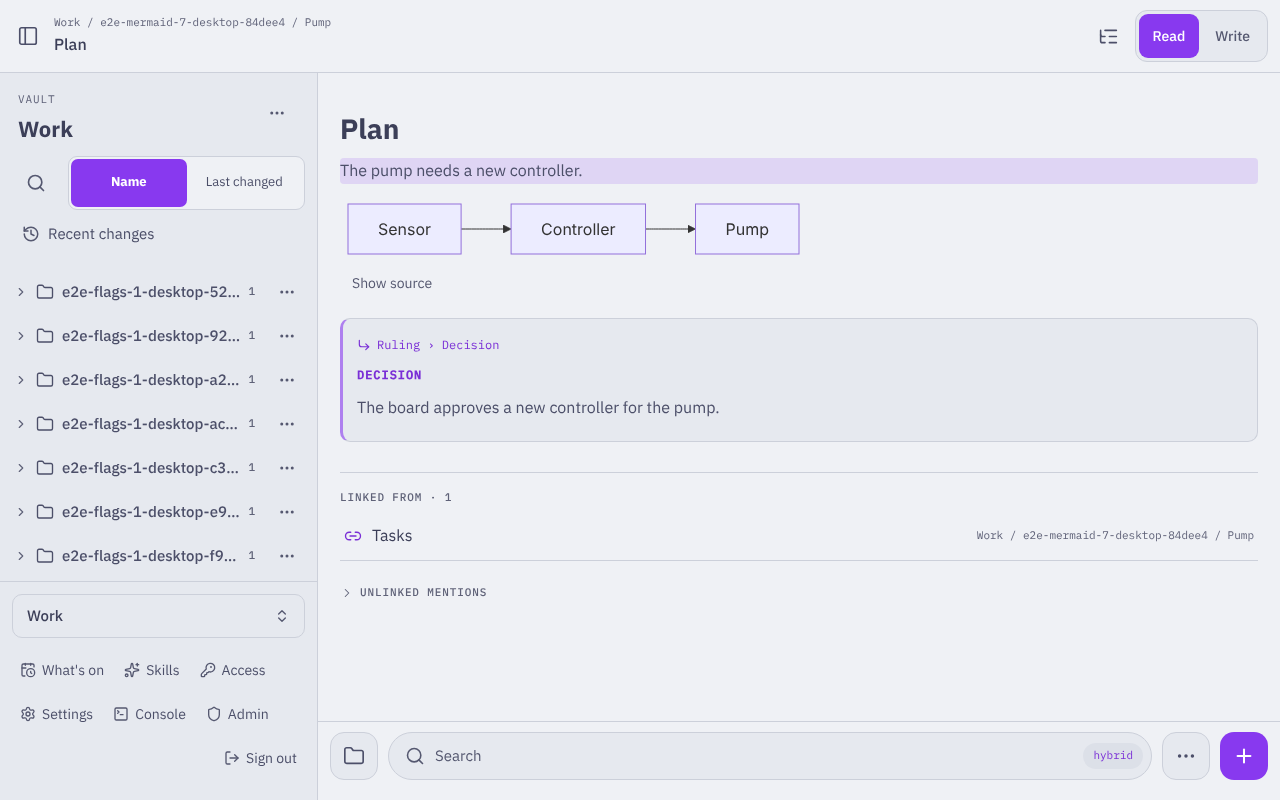 Work / e2e-mermaid-7-desktop-84dee4 / Pump
Plan
Read
Write
VAULT
Work
Name
Last changed
Recent changes
e2e-flags-1-desktop-52... 1
e2e-flags-1-desktop-92... 1
e2e-flags-1-desktop-a2... 1
e2e-flags-1-desktop-ac... 1
e2e-flags-1-desktop-c3... 1
e2e-flags-1-desktop-e9... 1
e2e-flags-1-desktop-f9... 1
Work
What's on
Skills
Access
Settings
Console
Admin
Sign out
Plan
The pump needs a new controller.
Sensor
Controller
Pump
Show source
Ruling › Decision
DECISION
The board approves a new controller for the pump.
LINKED FROM · 1
Tasks
Work / e2e-mermaid-7-desktop-84dee4 / Pump
UNLINKED MENTIONS
Search
hybrid